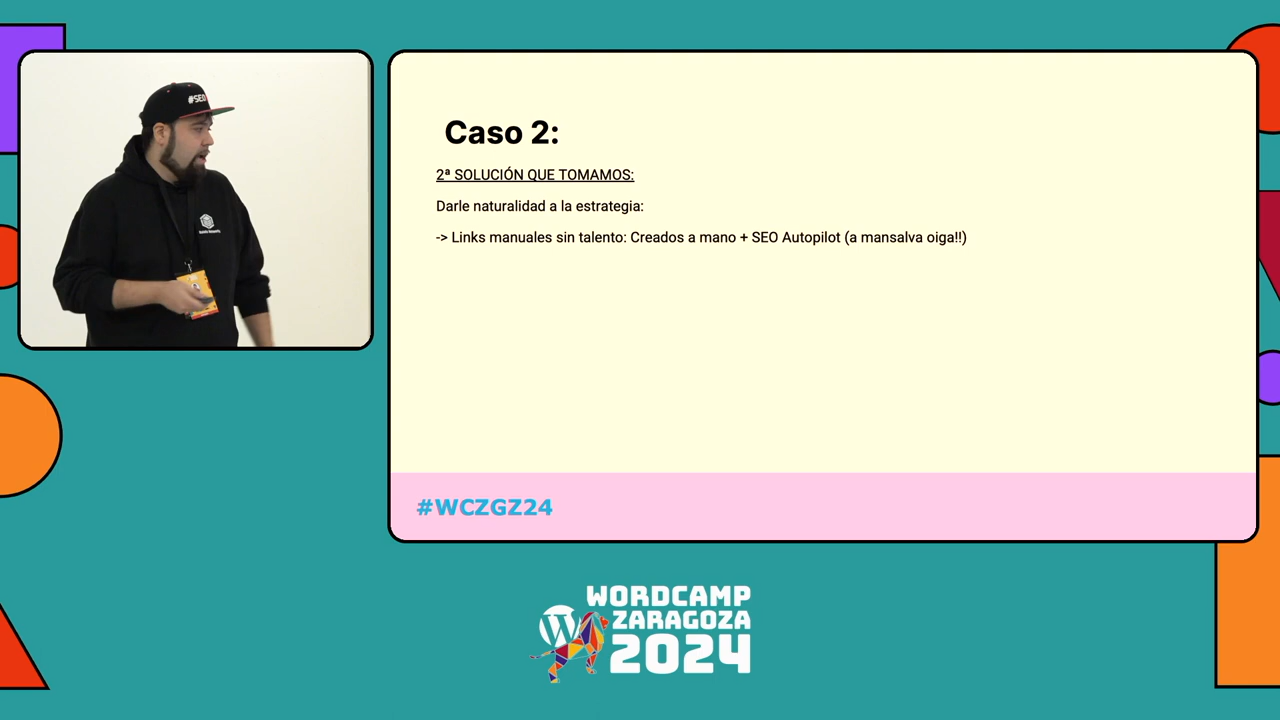 #SEO
Caso 2:
2ª SOLUCIÓN QUE TOMAMOS:
Darle naturalidad a la estrategia:
-> Links manuales sin talento: Creados a mano + SEO Autopilot (a mansalva oiga!!)
#WCZGZ24
WORDCAMP
ZARAGOZA
2024